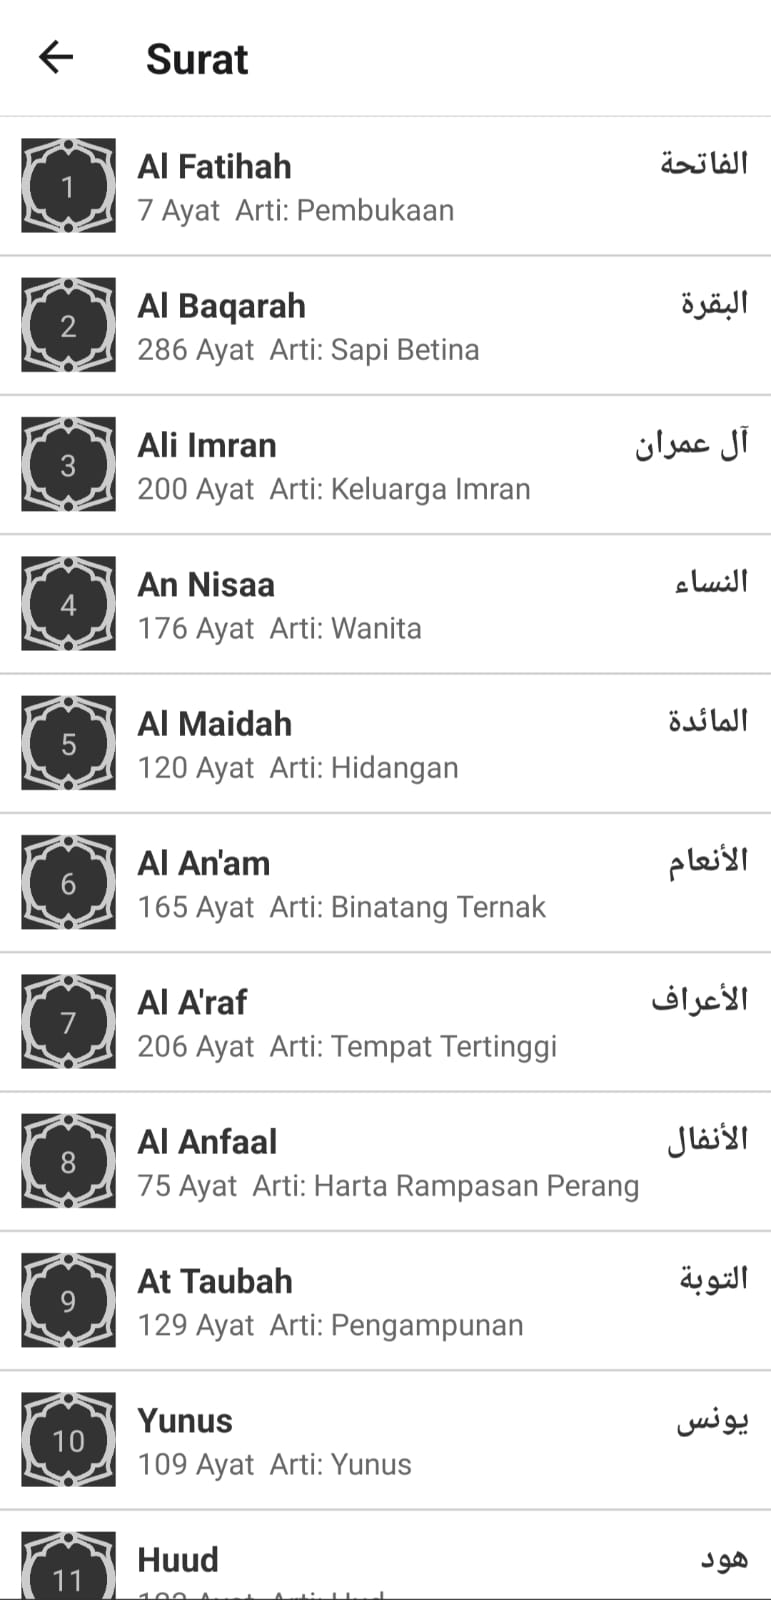 Surat
1
Al Fatihah
الفاتحة
7 Ayat Arti: Pembukaan
2
Al Baqarah
البقرة
286 Ayat Arti: Sapi Betina
3
Ali Imran
آل عمران
200 Ayat Arti: Keluarga Imran
4
An Nisaa
النساء
176 Ayat Arti: Wanita
5
Al Maidah
المائدة
120 Ayat Arti: Hidangan
6
Al An'am
الأنعام
165 Ayat Arti: Binatang Ternak
7
Al A'raf
الأعراف
206 Ayat Arti: Tempat Tertinggi
8
Al Anfaal
الأنفال
75 Ayat Arti: Harta Rampasan Perang
9
At Taubah
التوبة
129 Ayat Arti: Pengampunan
10
Yunus
يونس
109 Ayat Arti: Yunus
11
Huud
هود